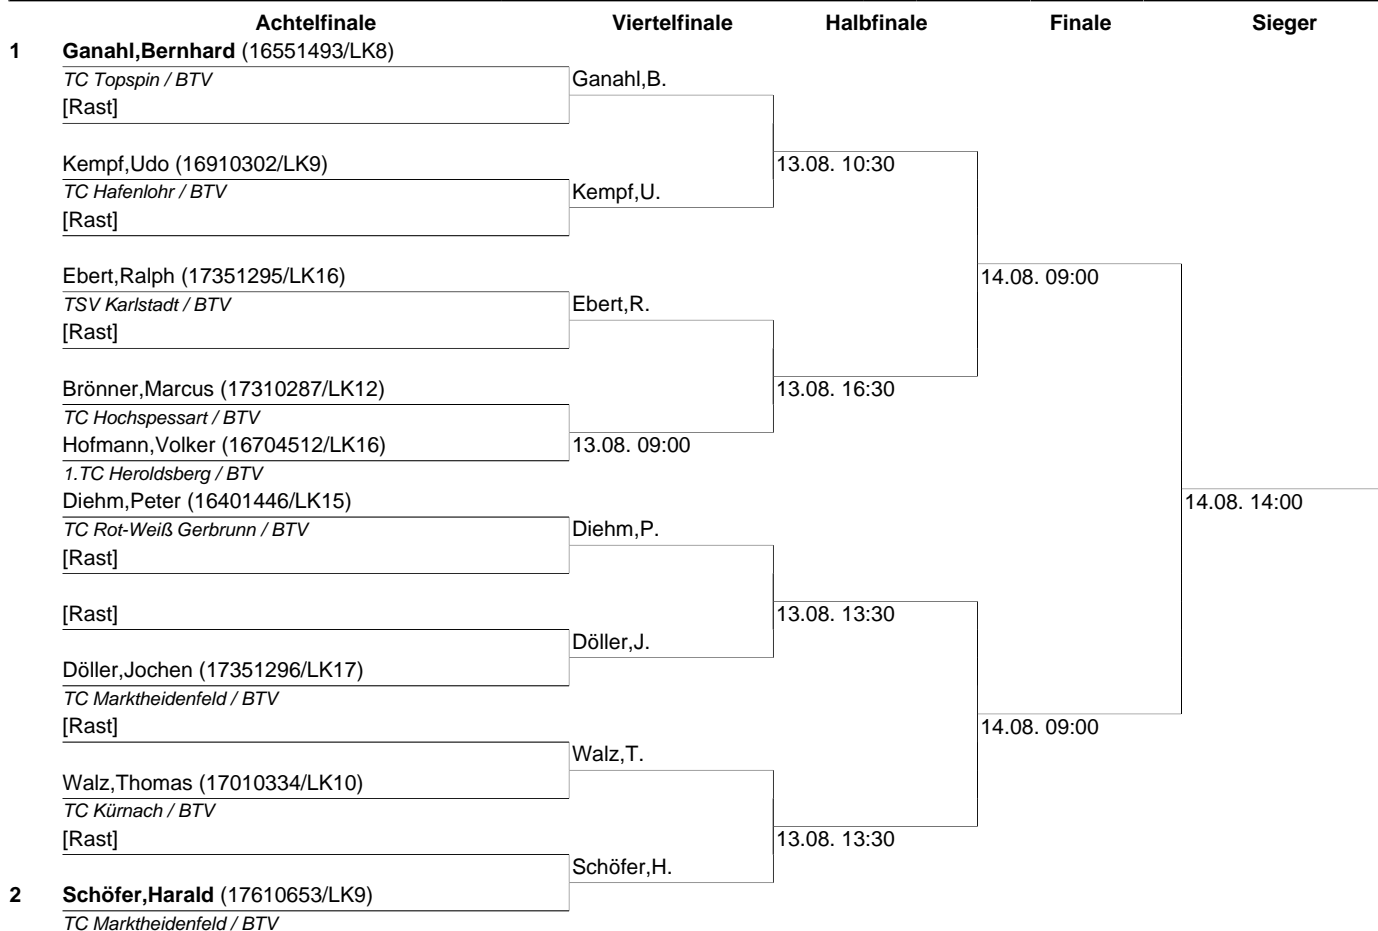 Achtelfinale Viertelfinale Halbfinale Finale Sieger
1 Ganahl,Bernhard (16551493/LK8)
TC Topspin / BTV Ganahl,B.
[Rast]
Kempf,Udo (16910302/LK9) 13.08. 10:30
TC Hafenlohr / BTV Kempf,U.
[Rast]
Ebert,Ralph (17351295/LK16) 14.08. 09:00
TSV Karlstadt / BTV Ebert,R.
[Rast]
Brönner,Marcus (17310287/LK12) 13.08. 16:30
TC Hochspessart / BTV
Hofmann,Volker (16704512/LK16) 13.08. 09:00
1.TC Heroldsberg / BTV
Diehm,Peter (16401446/LK15) 14.08. 14:00
TC Rot-Weiß Gerbrunn / BTV Diehm,P.
[Rast]
[Rast] 13.08. 13:30
Döller,J.
Döller,Jochen (17351296/LK17)
TC Marktheidenfeld / BTV
[Rast] 14.08. 09:00
Walz,T.
Walz,Thomas (17010334/LK10)
TC Kürnach / BTV
[Rast] 13.08. 13:30
Schöfer,H.
2 Schöfer,Harald (17610653/LK9)
TC Marktheidenfeld / BTV